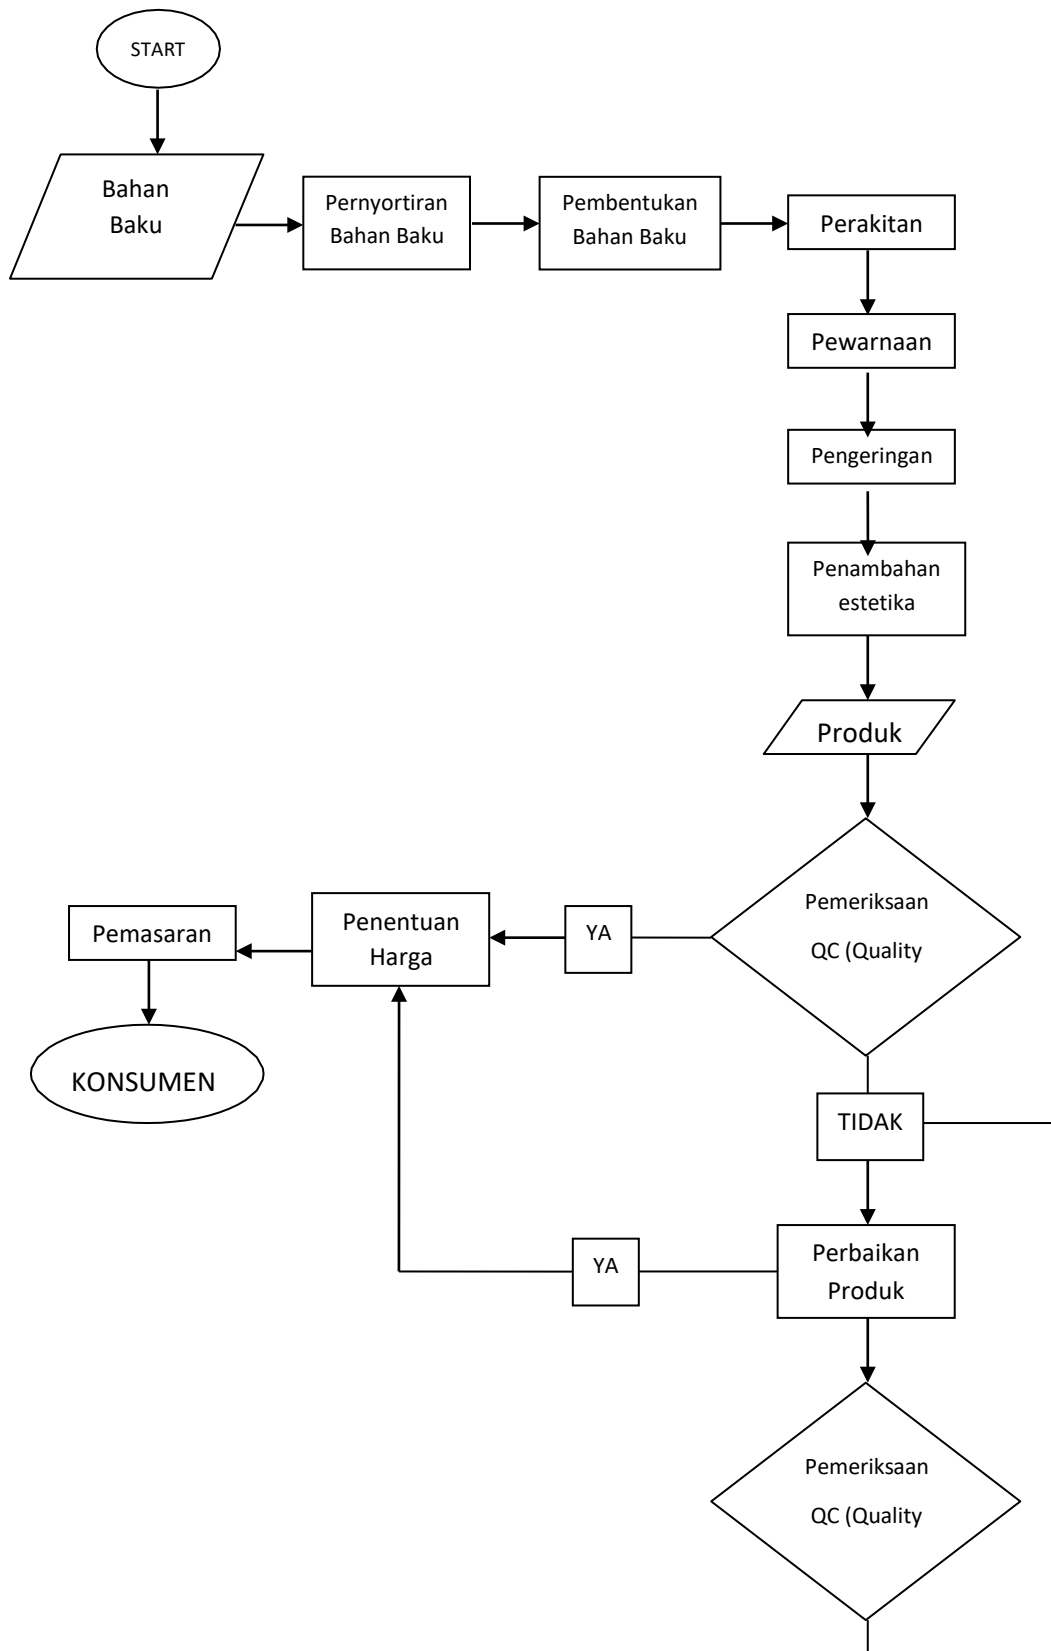 START
Bahan
Baku
Pernyortiran
Bahan Baku
Pembentukan
Bahan Baku
Perakitan
Pewarnaan
Pengeringan
Penambahan
estetika
Produk
Pemeriksaan
QC (Quality
YA
Penentuan
Harga
Pemasaran
KONSUMEN
TIDAK
Perbaikan
Produk
YA
Pemeriksaan
QC (Quality